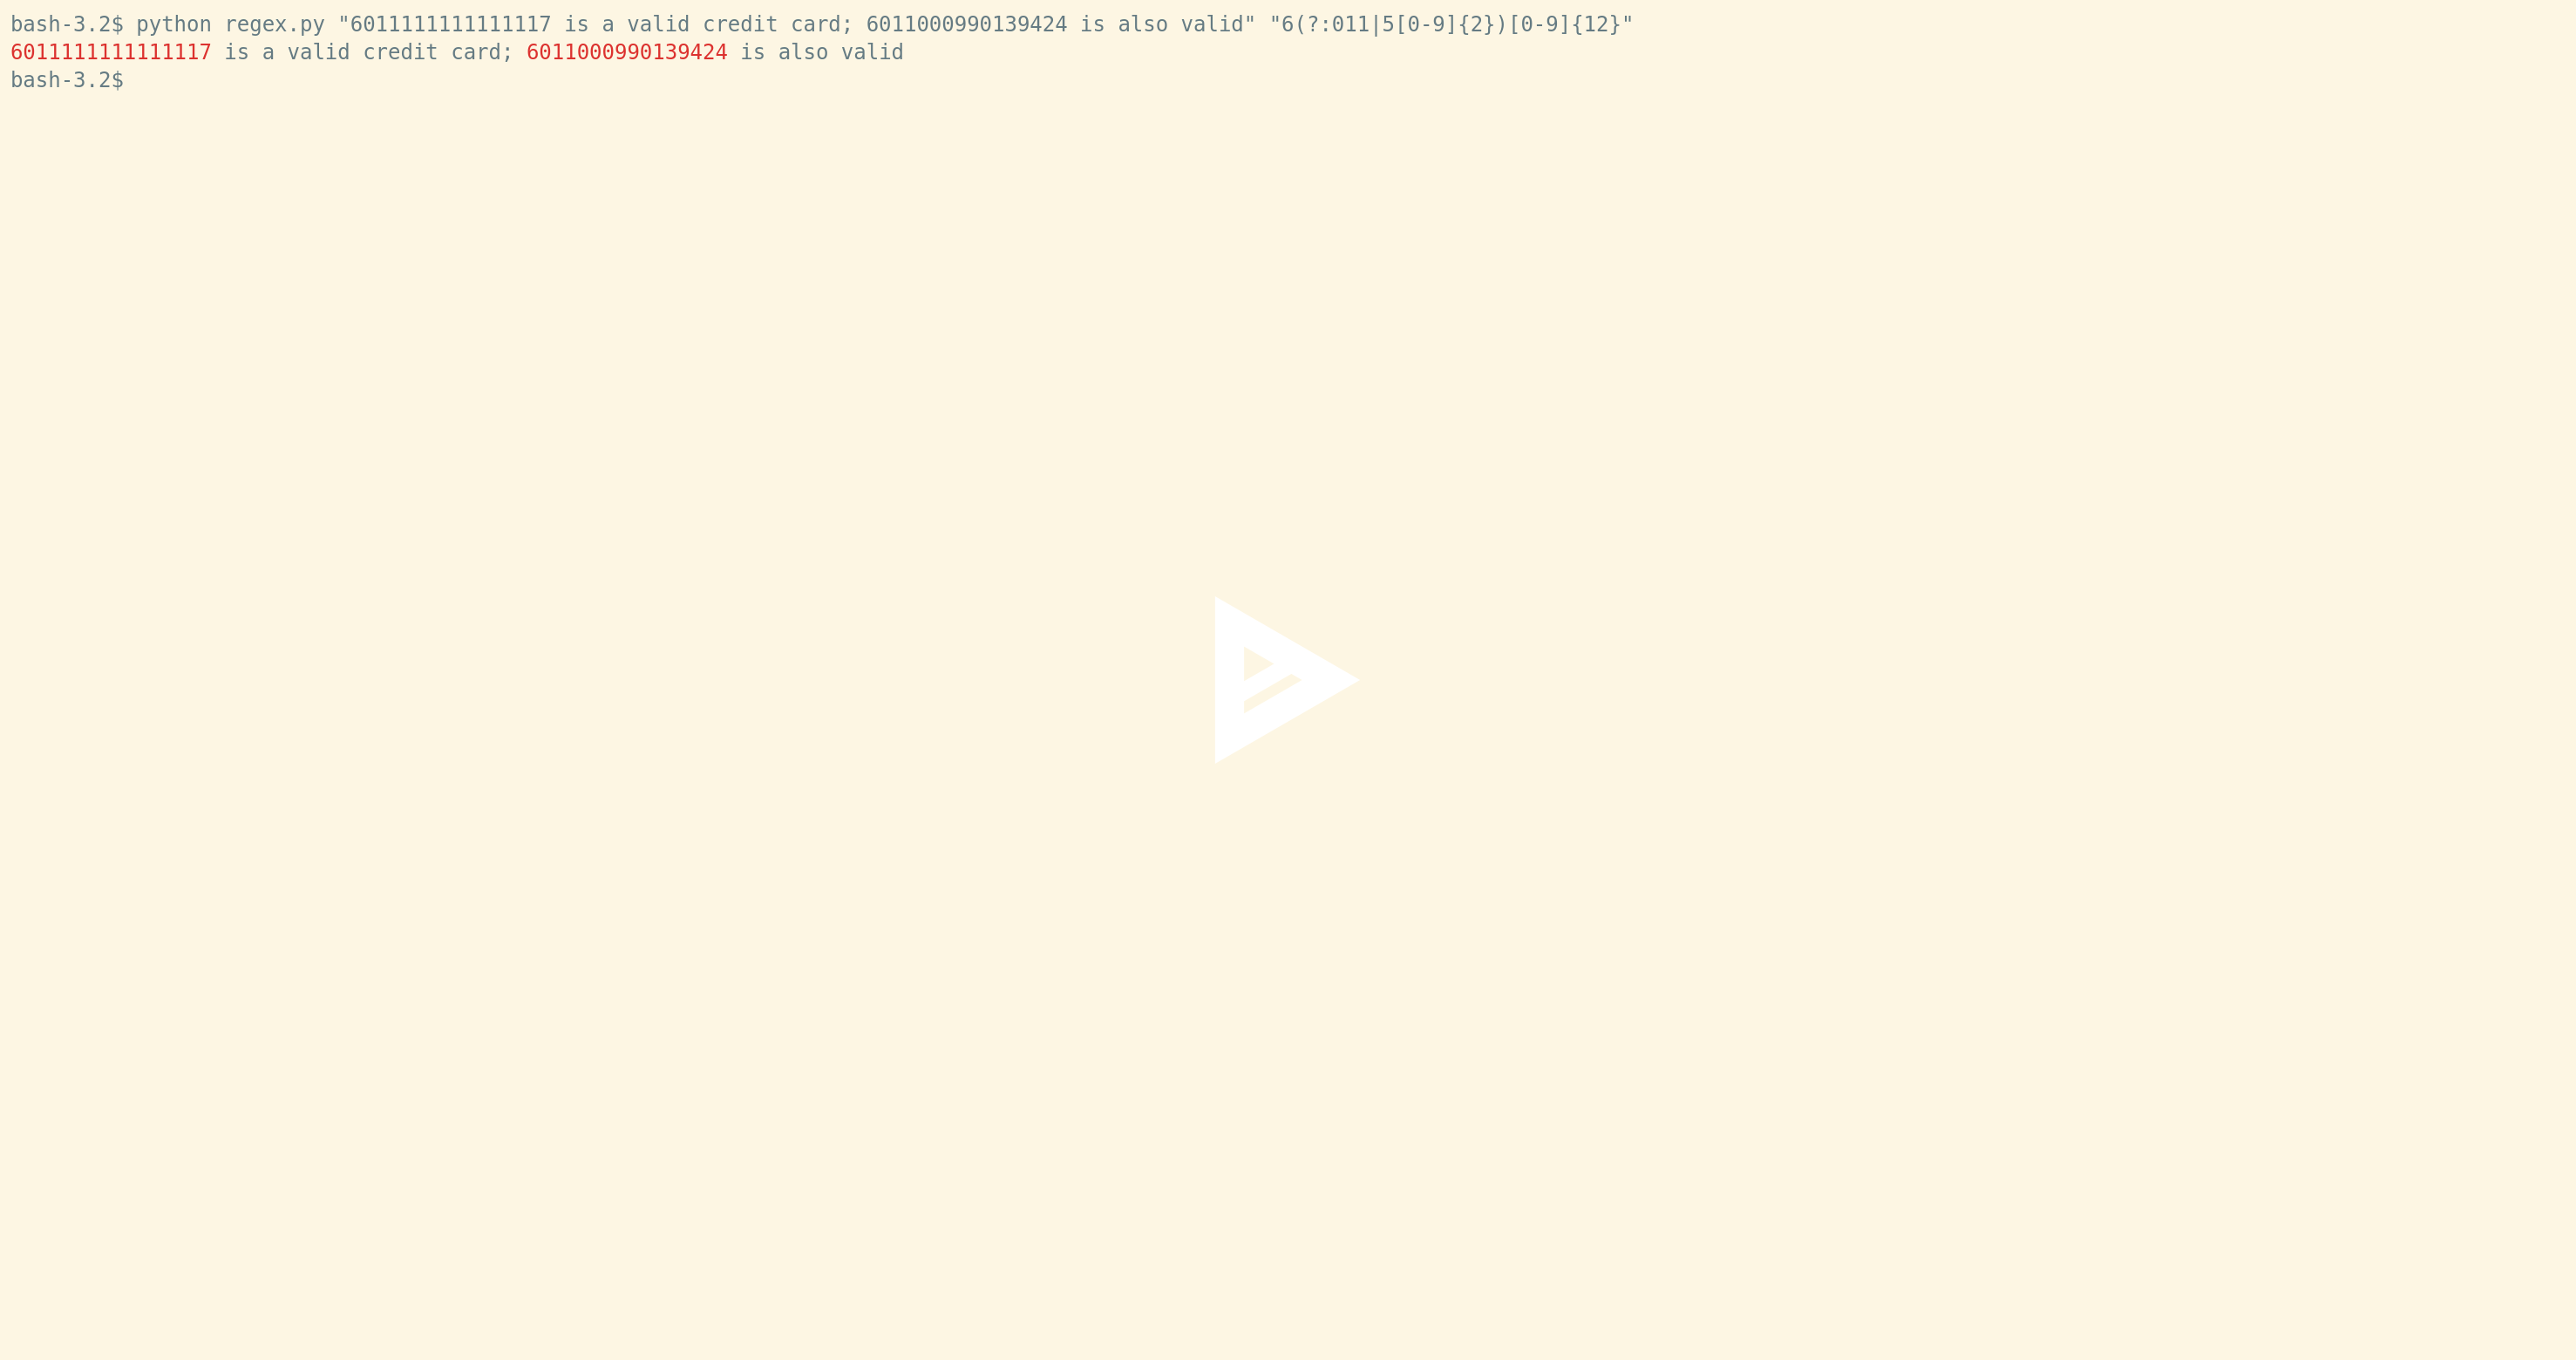 bash-3.2$ python regex.py "6011111111111117 is a valid credit card; 6011000990139424 is also valid" "6(?:011|5[0-9]{2})[0-9]{12}"
6011111111111117 is a valid credit card; 6011000990139424 is also valid
bash-3.2$